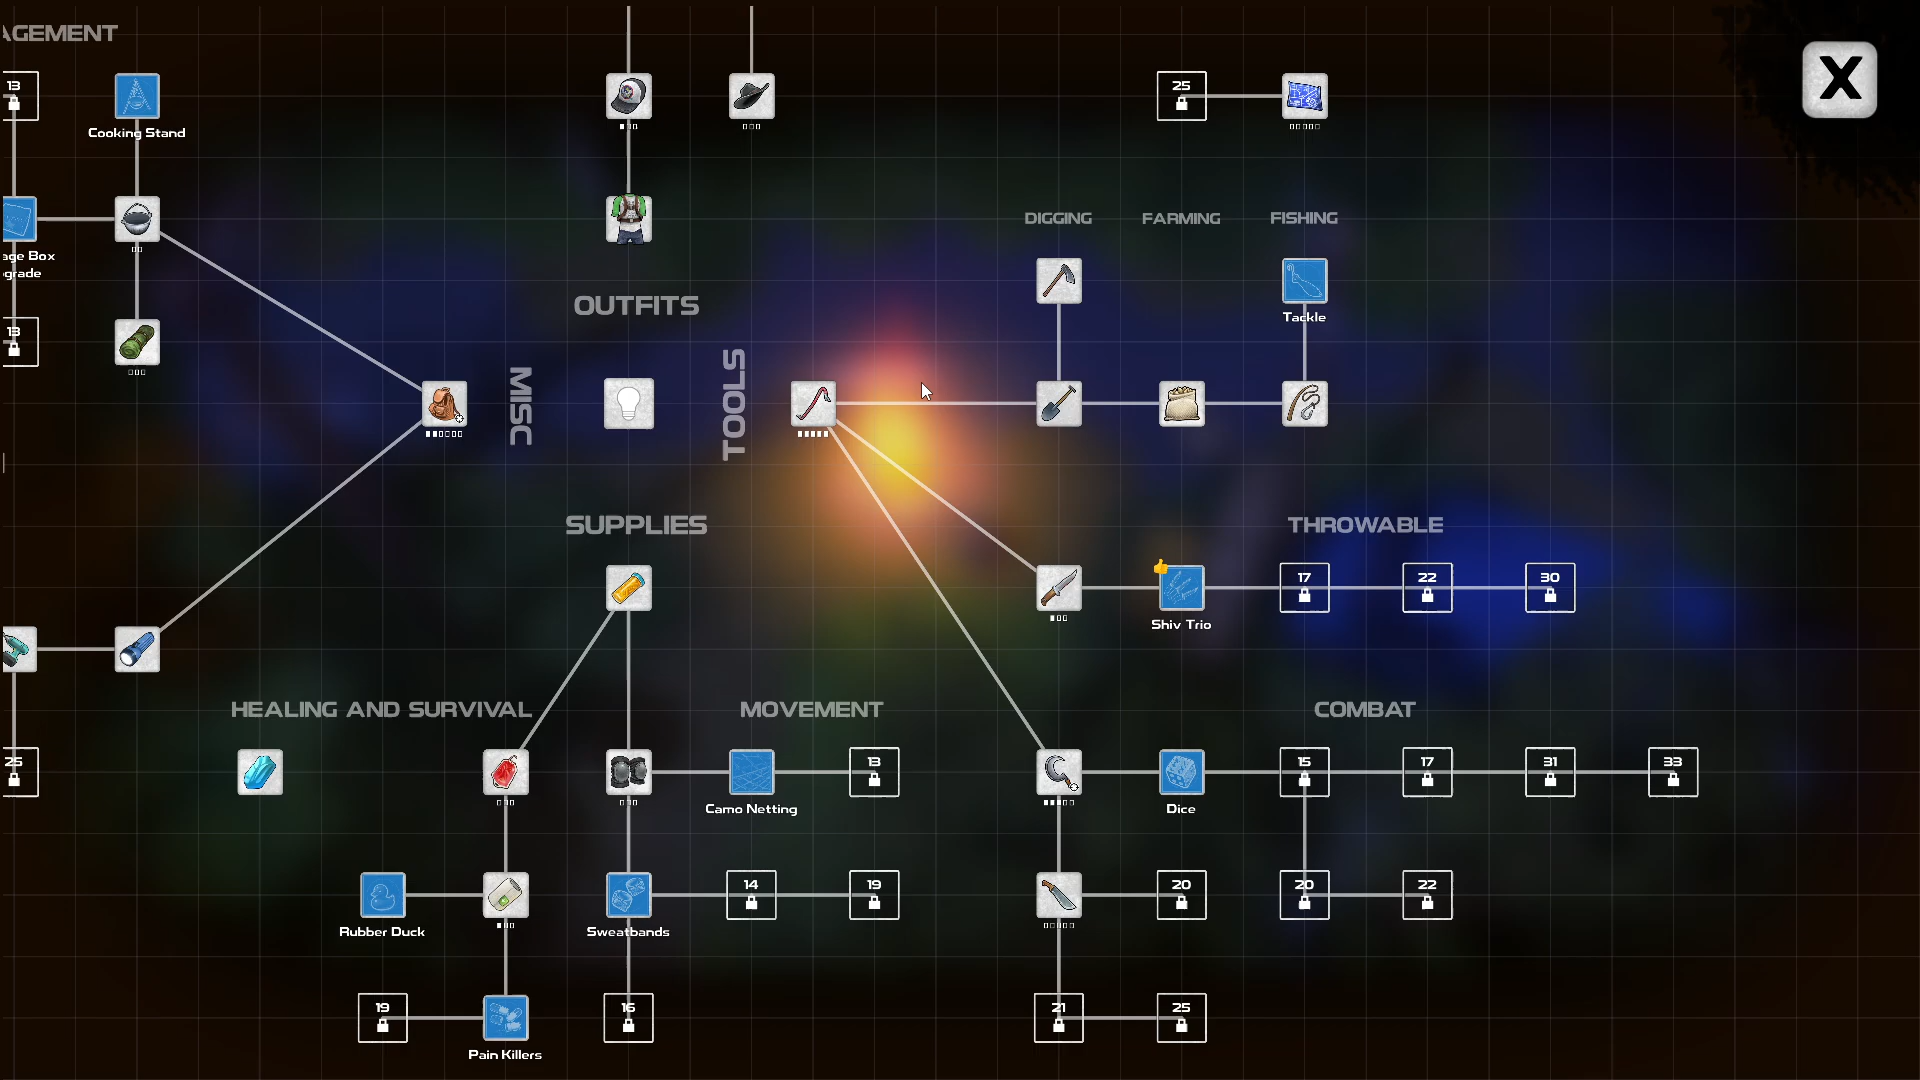 AGEMENT
X
13
25
Cooking Stand
DIGGING
FARMING
FISHING
age Box
grade
OUTFITS
Tackle
13
MISC
TOOLS
SUPPLIES
THROWABLE
17
22
30
Shiv Trio
HEALING AND SURVIVAL
MOVEMENT
COMBAT
25
13
15
17
31
33
Camo Netting
Dice
14
19
20
20
22
Rubber Duck
Sweatbands
19
16
21
25
Pain Killers